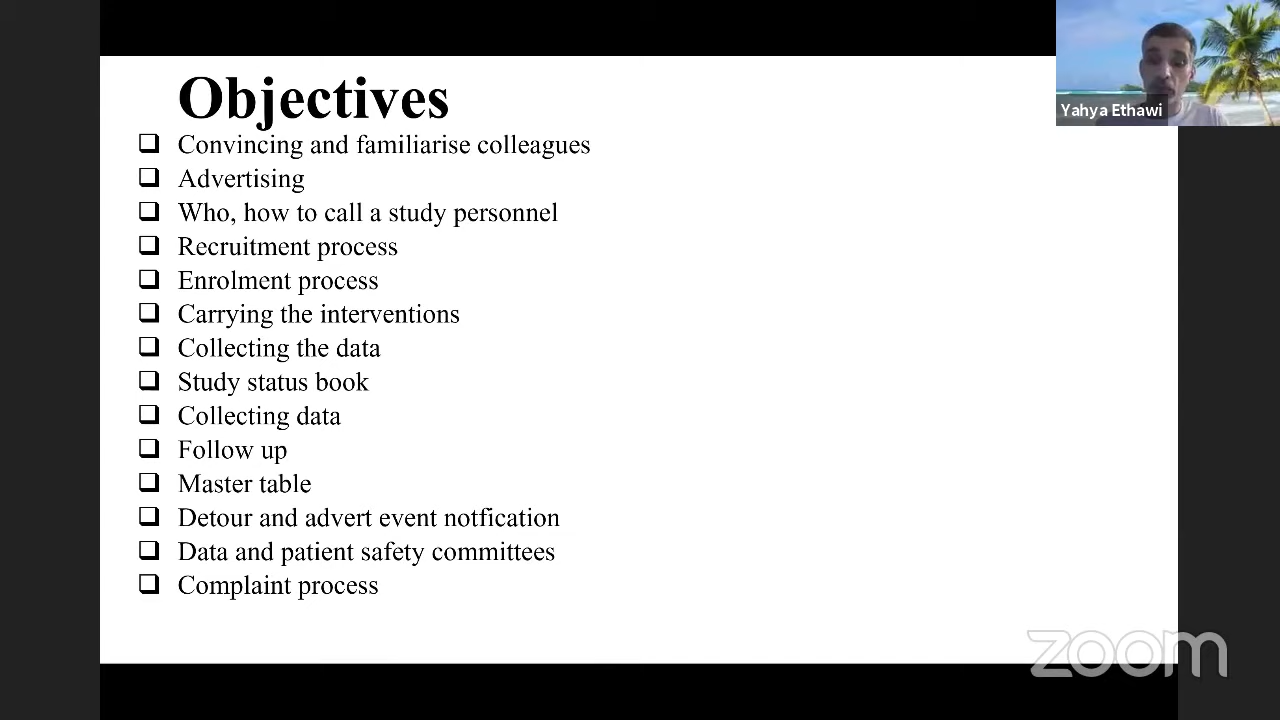 Objectives
Convincing and familiarise colleagues
Advertising
Who, how to call a study personnel
Recruitment process
Enrolment process
Carrying the interventions
Collecting the data
Study status book
Collecting data
Follow up
Master table
Detour and advert event notfication
Data and patient safety committees
Complaint process
Yahya Ethawi
zoom